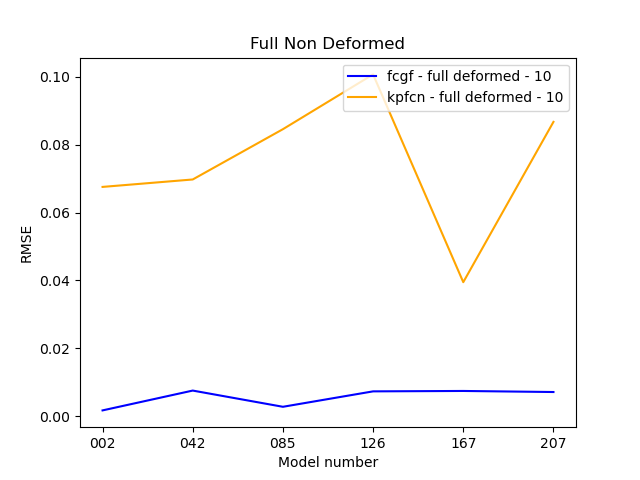 Full Non Deformed
fcgf - full deformed - 10
kpfcn - full deformed - 10
0.10
0.08
0.06
0.04
0.02
0.00
RMSE
002 042 085 126 167 207
Model number